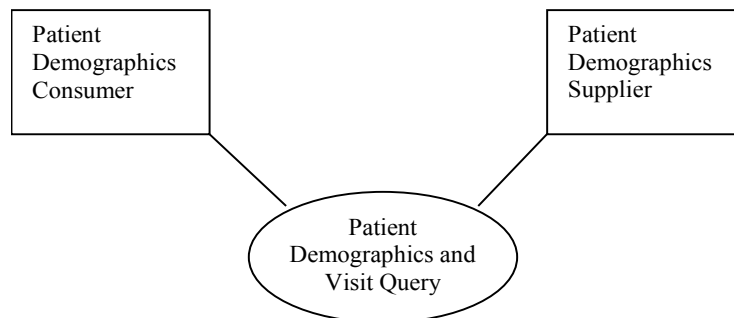 Patient
Demographics
Consumer
Patient
Demographics
Supplier
Patient
Demographics and
Visit Query